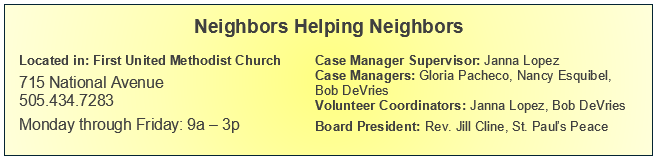 Neighbors Helping Neighbors
Located in: First United Methodist Church
715 National Avenue
505.434.7283
Monday through Friday: 9a – 3p
Case Manager Supervisor: Janna Lopez
Case Managers: Gloria Pacheco, Nancy Esquibel,
Bob DeVries
Volunteer Coordinators: Janna Lopez, Bob DeVries
Board President: Rev. Jill Cline, St. Paul's Peace